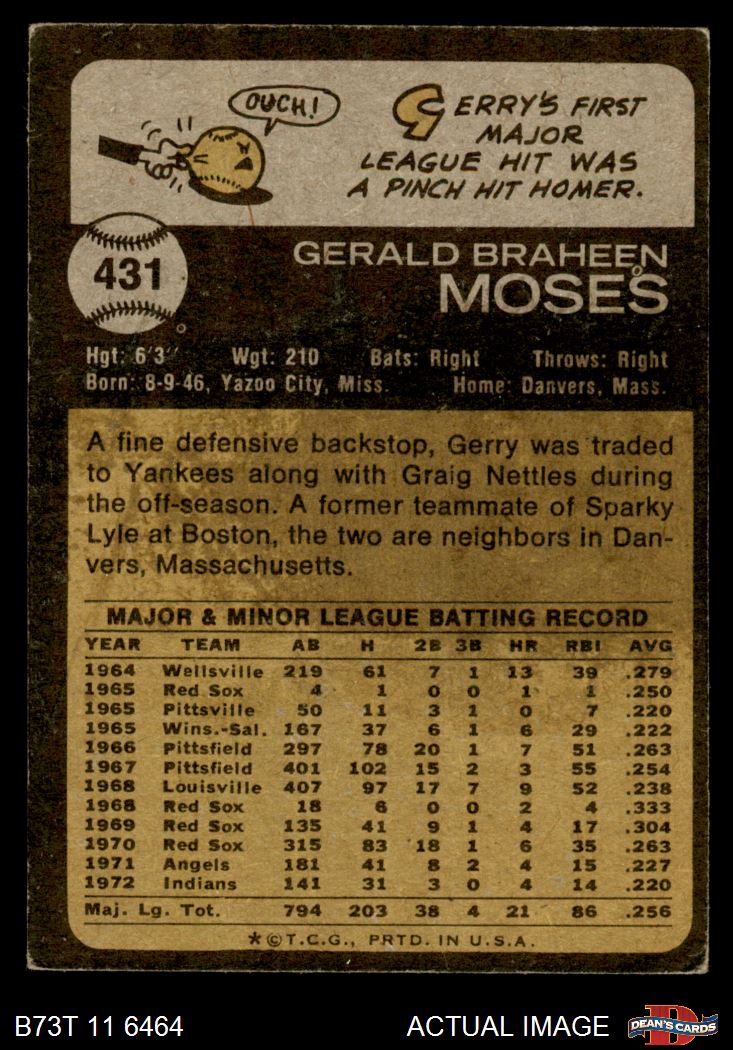 OUCH!
GERRY'S FIRST
MAJOR
LEAGUE HIT WAS
A PINCH HIT HOMER.
431
GERALD BRAHEEN
MOSES
Hgt: 6'3" Wgt: 210 Bats: Right Throws: Right
Born: 8-9-46, Yazoo City, Miss. Home: Danvers, Mass.
A fine defensive backstop, Gerry was traded
to Yankees along with Graig Nettles during
the off-season. A former teammate of Sparky
Lyle at Boston, the two are neighbors in Dan-
vers, Massachusetts.
MAJOR & MINOR LEAGUE BATTING RECORD
YEAR TEAM AB H 2B 3B HR RBI AVG
1964 Wellsville 219 61 7 1 13 39 .279
1965 Red Sox 4 1 0 0 1 1 .250
1965 Pittsville 50 11 3 1 0 7 .220
1965 Wins.-Sal. 167 37 6 1 6 29 .222
1966 Pittsfield 297 78 20 1 7 51 .263
1967 Pittsfield 401 102 15 2 3 55 .254
1968 Louisville 407 97 17 7 9 52 .238
1968 Red Sox 18 6 0 0 2 4 .333
1969 Red Sox 135 41 9 1 4 17 .304
1970 Red Sox 315 83 18 1 6 35 .263
1971 Angels 181 41 8 2 4 15 .227
1972 Indians 141 31 3 0 4 14 .220
Maj. Lg. Tot. 794 203 38 4 21 86 .256
*©T.C.G., PRTD. IN U.S.A.
B73T 11 6464 ACTUAL IMAGE
DEAN'S CARDS